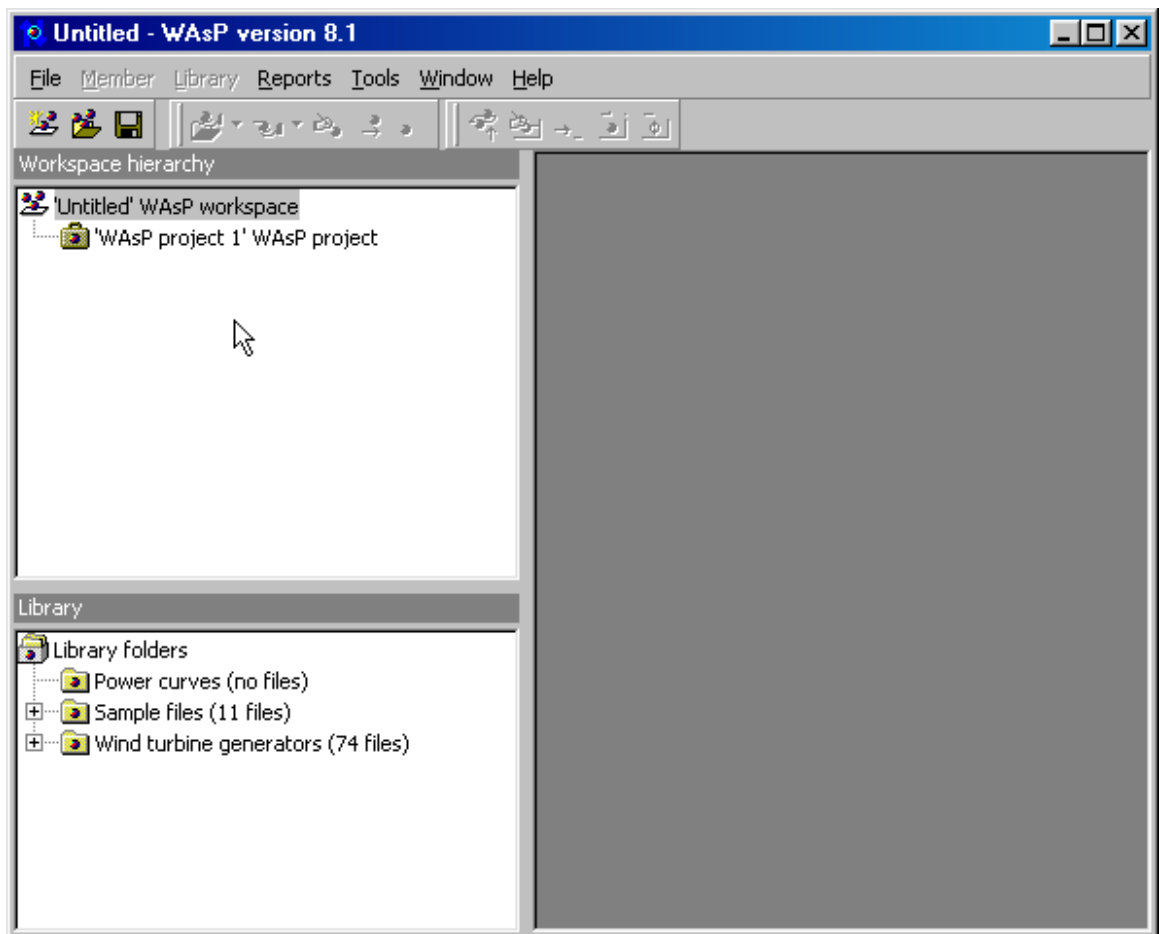 Untitled - WAsP version 8.1
File Member Library Reports Tools Window Help
Workspace hierarchy
'Untitled' WAsP workspace
'WAsP project 1' WAsP project
Library
Library folders
Power curves (no files)
Sample files (11 files)
Wind turbine generators (74 files)